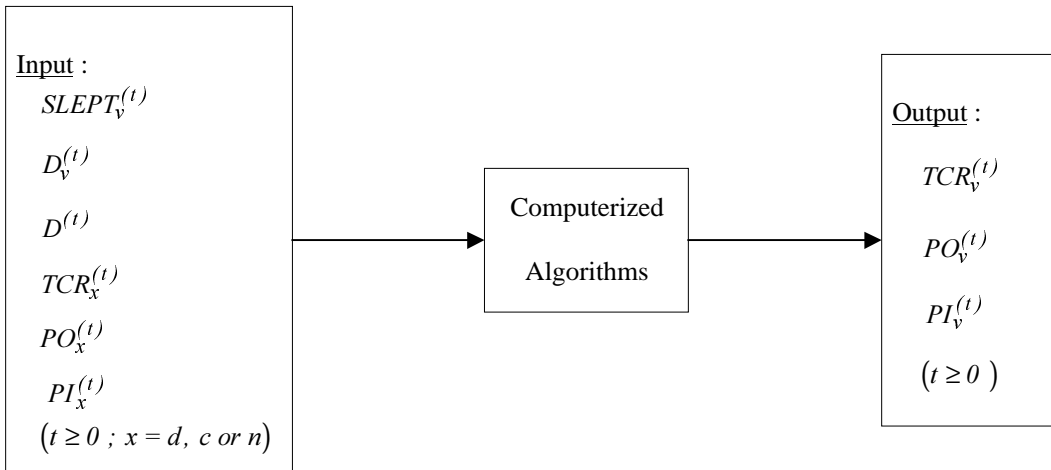 Input :
SLEPT_v^(t)
D_v^(t)
D^(t)
TCR_x^(t)
PO_x^(t)
PI_x^(t)
(t ≥ 0 ; x = d, c or n)
Computerized
Algorithms
Output :
TCR_v^(t)
PO_v^(t)
PI_v^(t)
(t ≥ 0 )